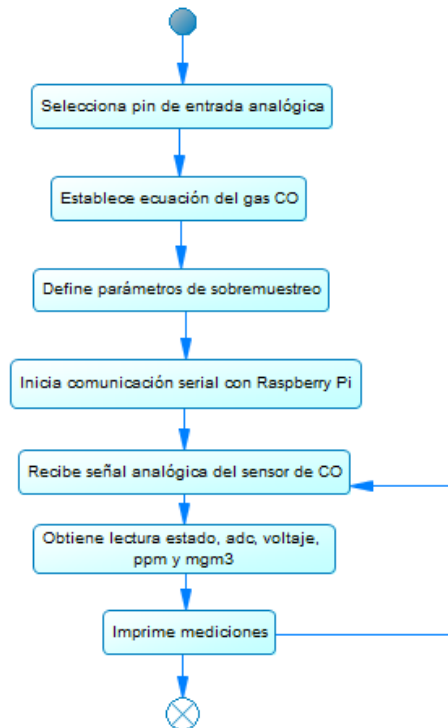 Selecciona pin de entrada analógica
Establece ecuación del gas CO
Define parámetros de sobremuestreo
Inicia comunicación serial con Raspberry Pi
Recibe señal analógica del sensor de CO
Obtiene lectura estado, adc, voltaje,
ppm y mgm3
Imprime mediciones